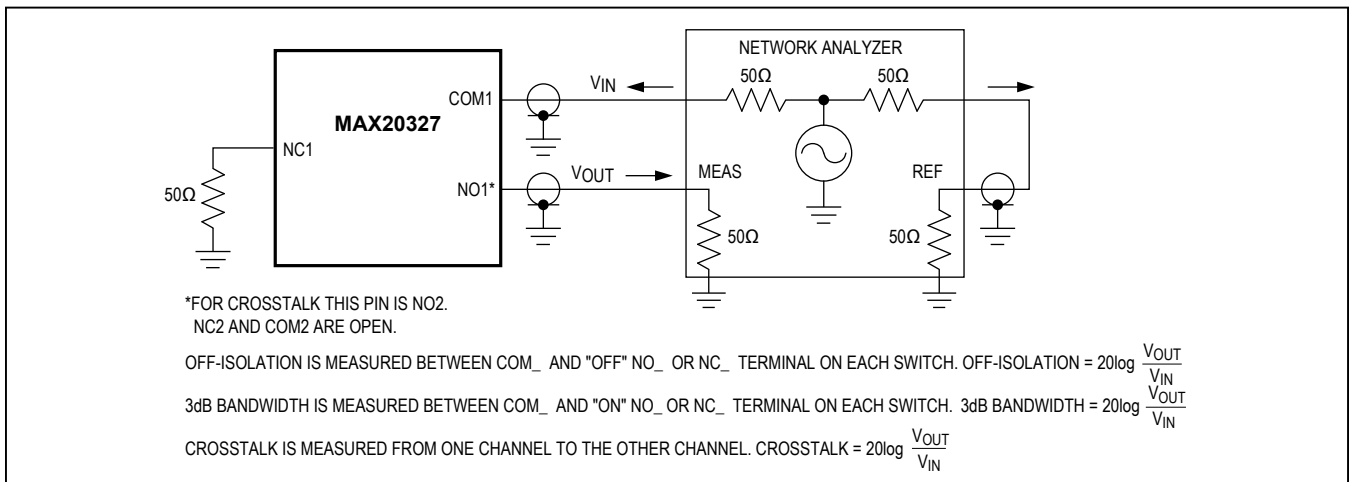 NETWORK ANALYZER
50Ω 50Ω
VIN
COM1
MAX20327
NC1
50Ω
NO1*
VOUT
MEAS
REF
50Ω
50Ω
*FOR CROSSTALK THIS PIN IS NO2.
NC2 AND COM2 ARE OPEN.
OFF-ISOLATION IS MEASURED BETWEEN COM_ AND "OFF" NO_ OR NC_ TERMINAL ON EACH SWITCH. OFF-ISOLATION = 20log VOUT/VIN
3dB BANDWIDTH IS MEASURED BETWEEN COM_ AND "ON" NO_ OR NC_ TERMINAL ON EACH SWITCH. 3dB BANDWIDTH = 20log VOUT/VIN
CROSSTALK IS MEASURED FROM ONE CHANNEL TO THE OTHER CHANNEL. CROSSTALK = 20log VOUT/VIN